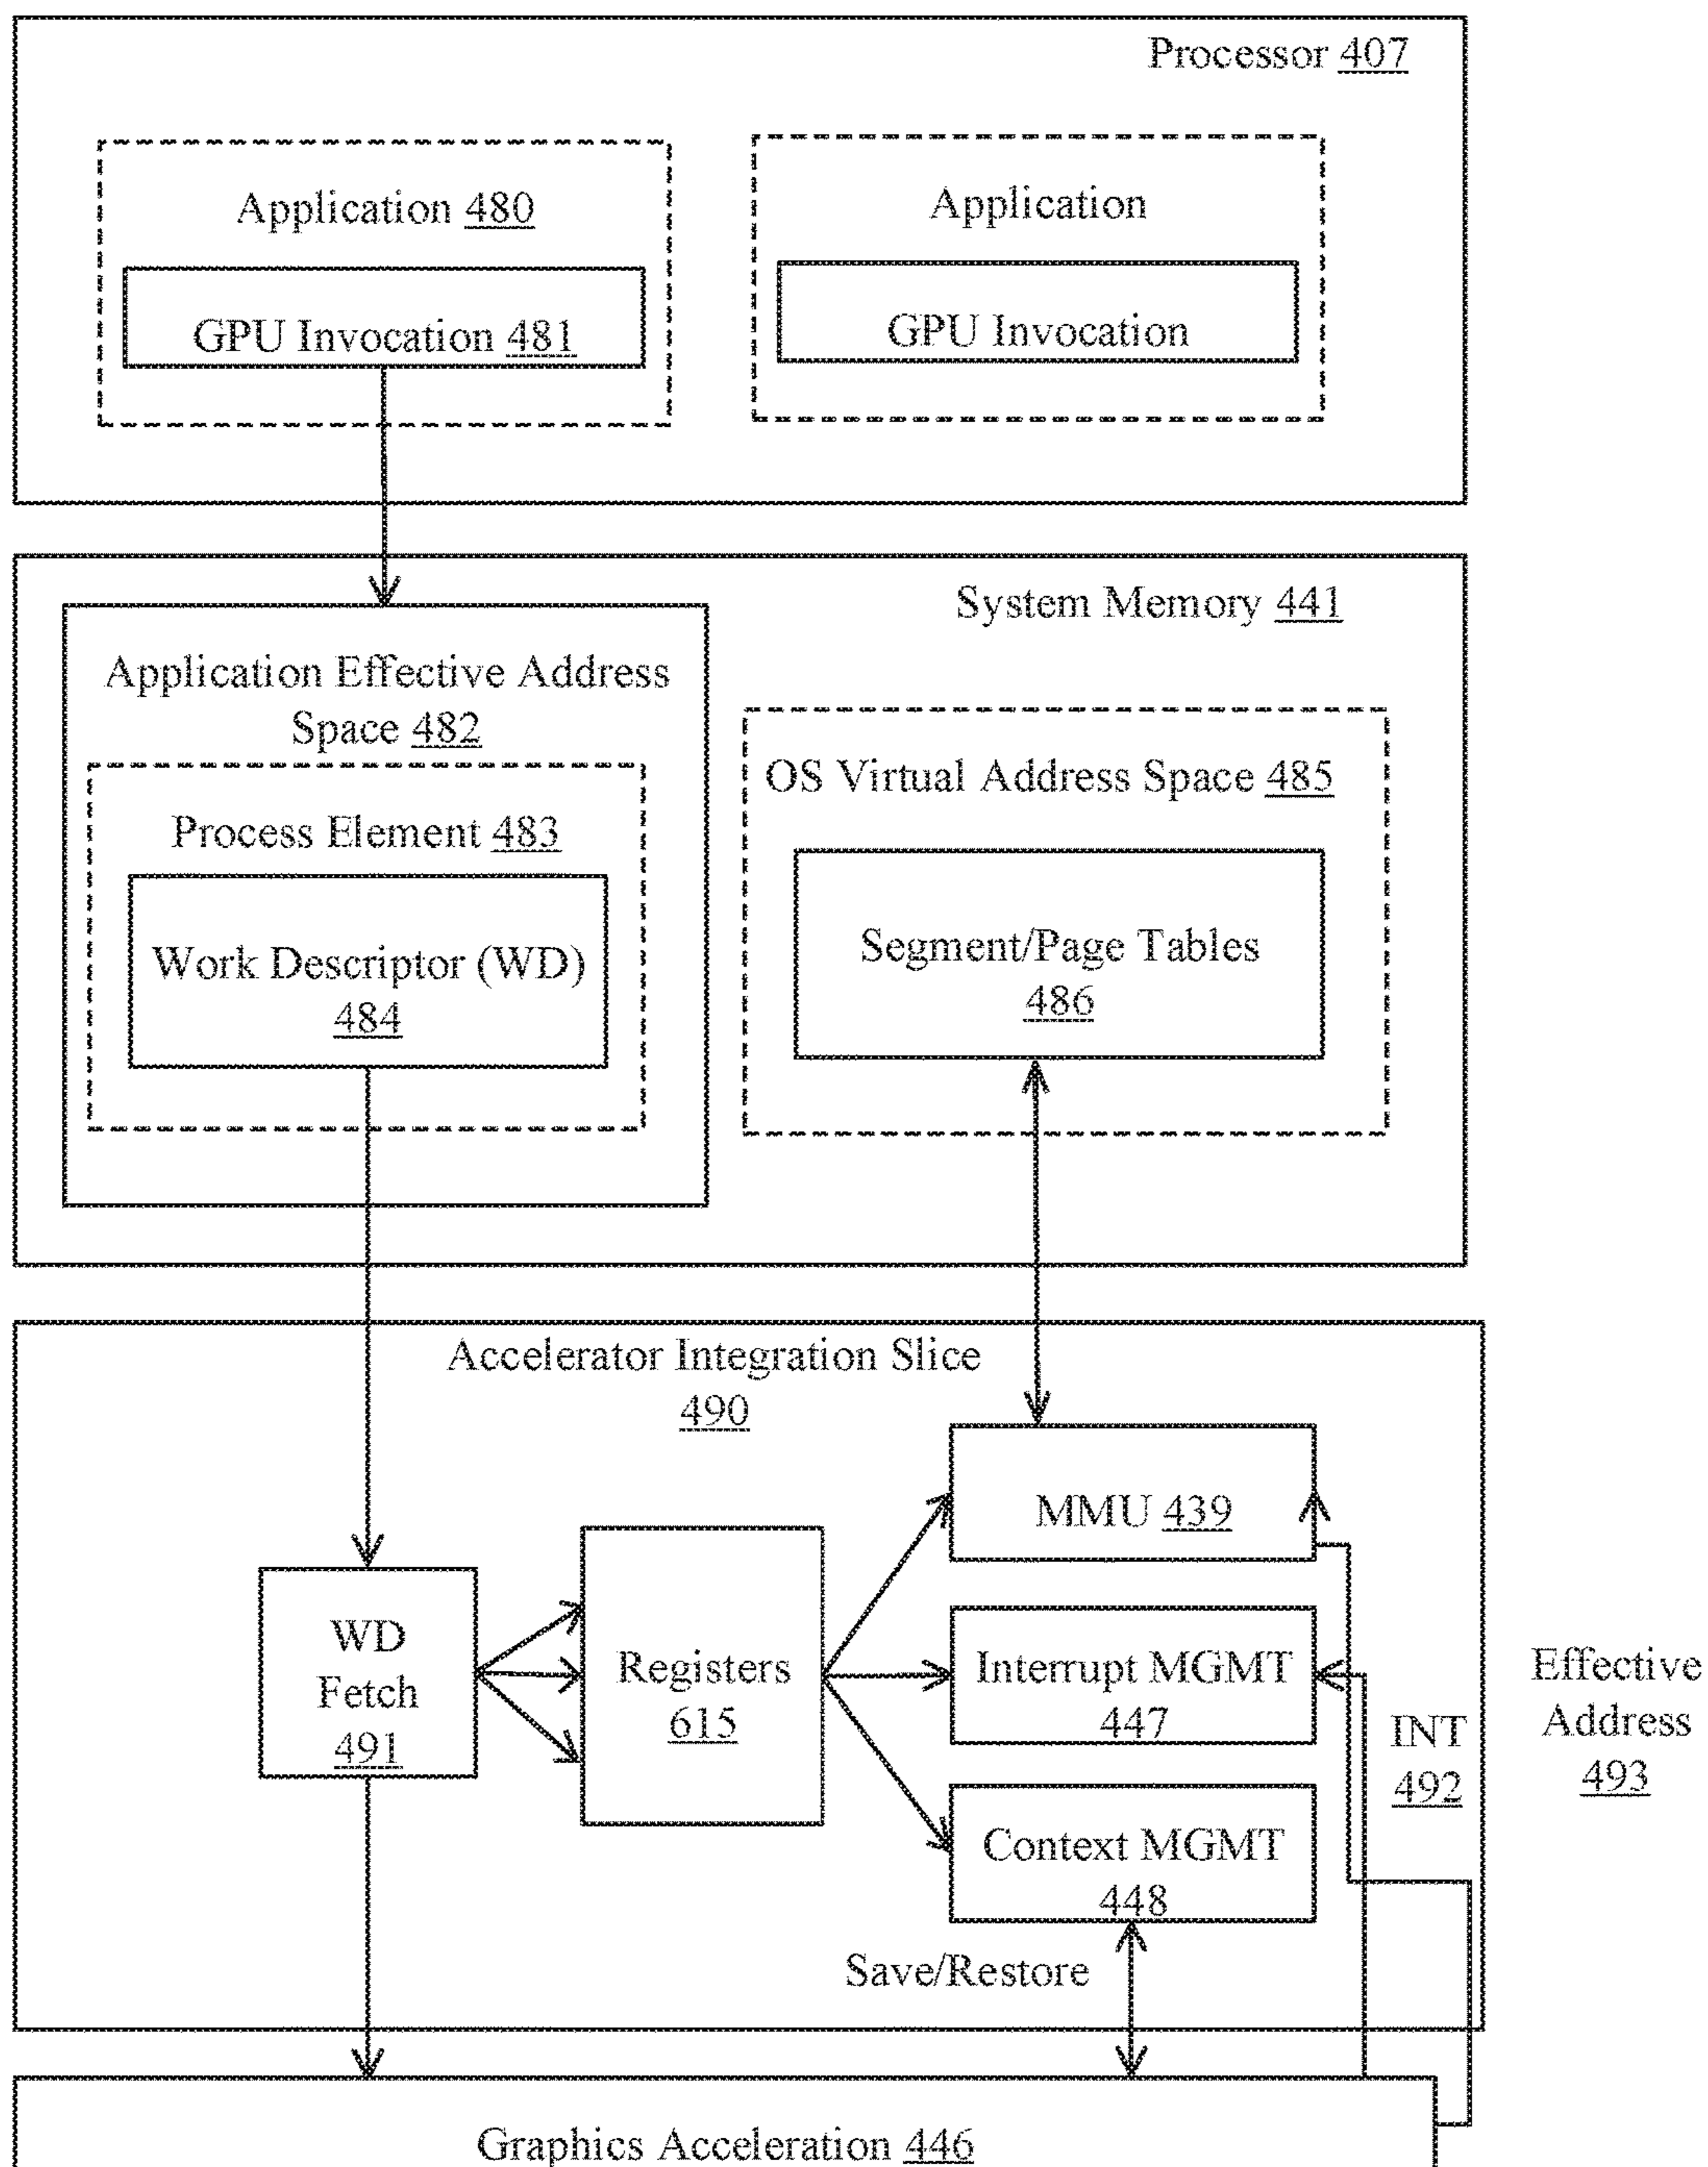 Processor 407
Application 480
GPU Invocation 481
Application
GPU Invocation
System Memory 441
Application Effective Address
Space 482
Process Element 483
Work Descriptor (WD)
484
OS Virtual Address Space 485
Segment/Page Tables
486
Accelerator Integration Slice
490
WD
Fetch
491
Registers
615
MMU 439
Interrupt MGMT
447
Context MGMT
448
Save/Restore
INT
492
Effective
Address
493
Graphics Acceleration 446